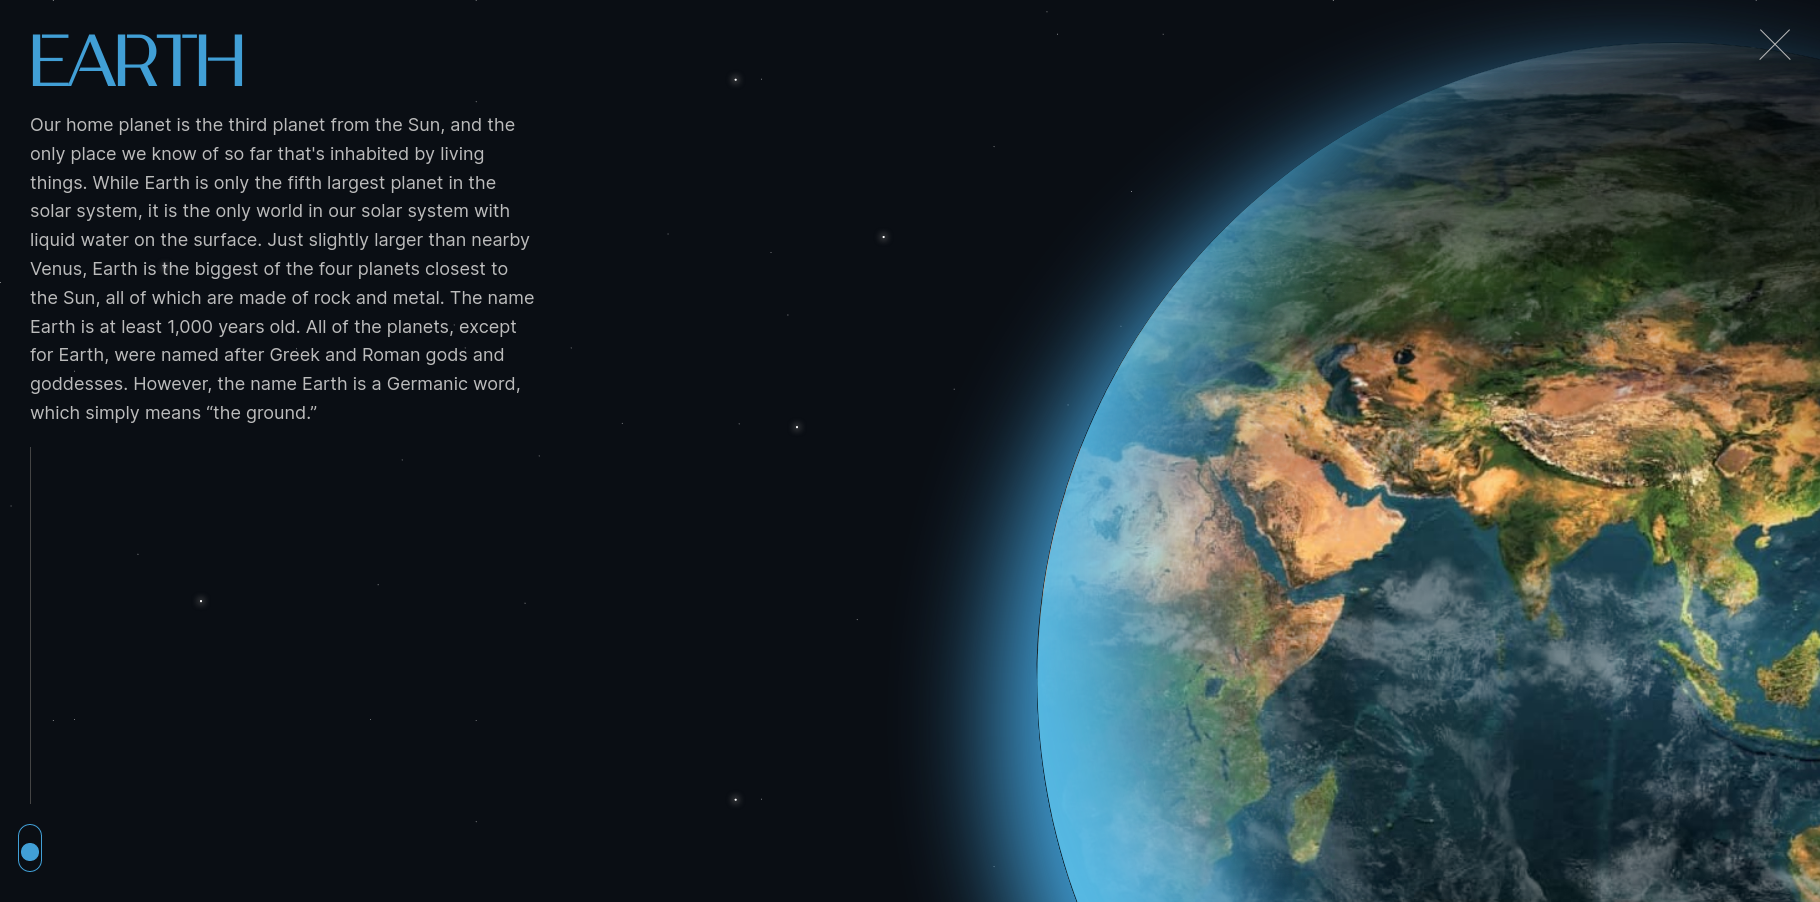 EARTH
Our home planet is the third planet from the Sun, and the
only place we know of so far that's inhabited by living
things. While Earth is only the fifth largest planet in the
solar system, it is the only world in our solar system with
liquid water on the surface. Just slightly larger than nearby
Venus, Earth is the biggest of the four planets closest to
the Sun, all of which are made of rock and metal. The name
Earth is at least 1,000 years old. All of the planets, except
for Earth, were named after Greek and Roman gods and
goddesses. However, the name Earth is a Germanic word,
which simply means “the ground.”